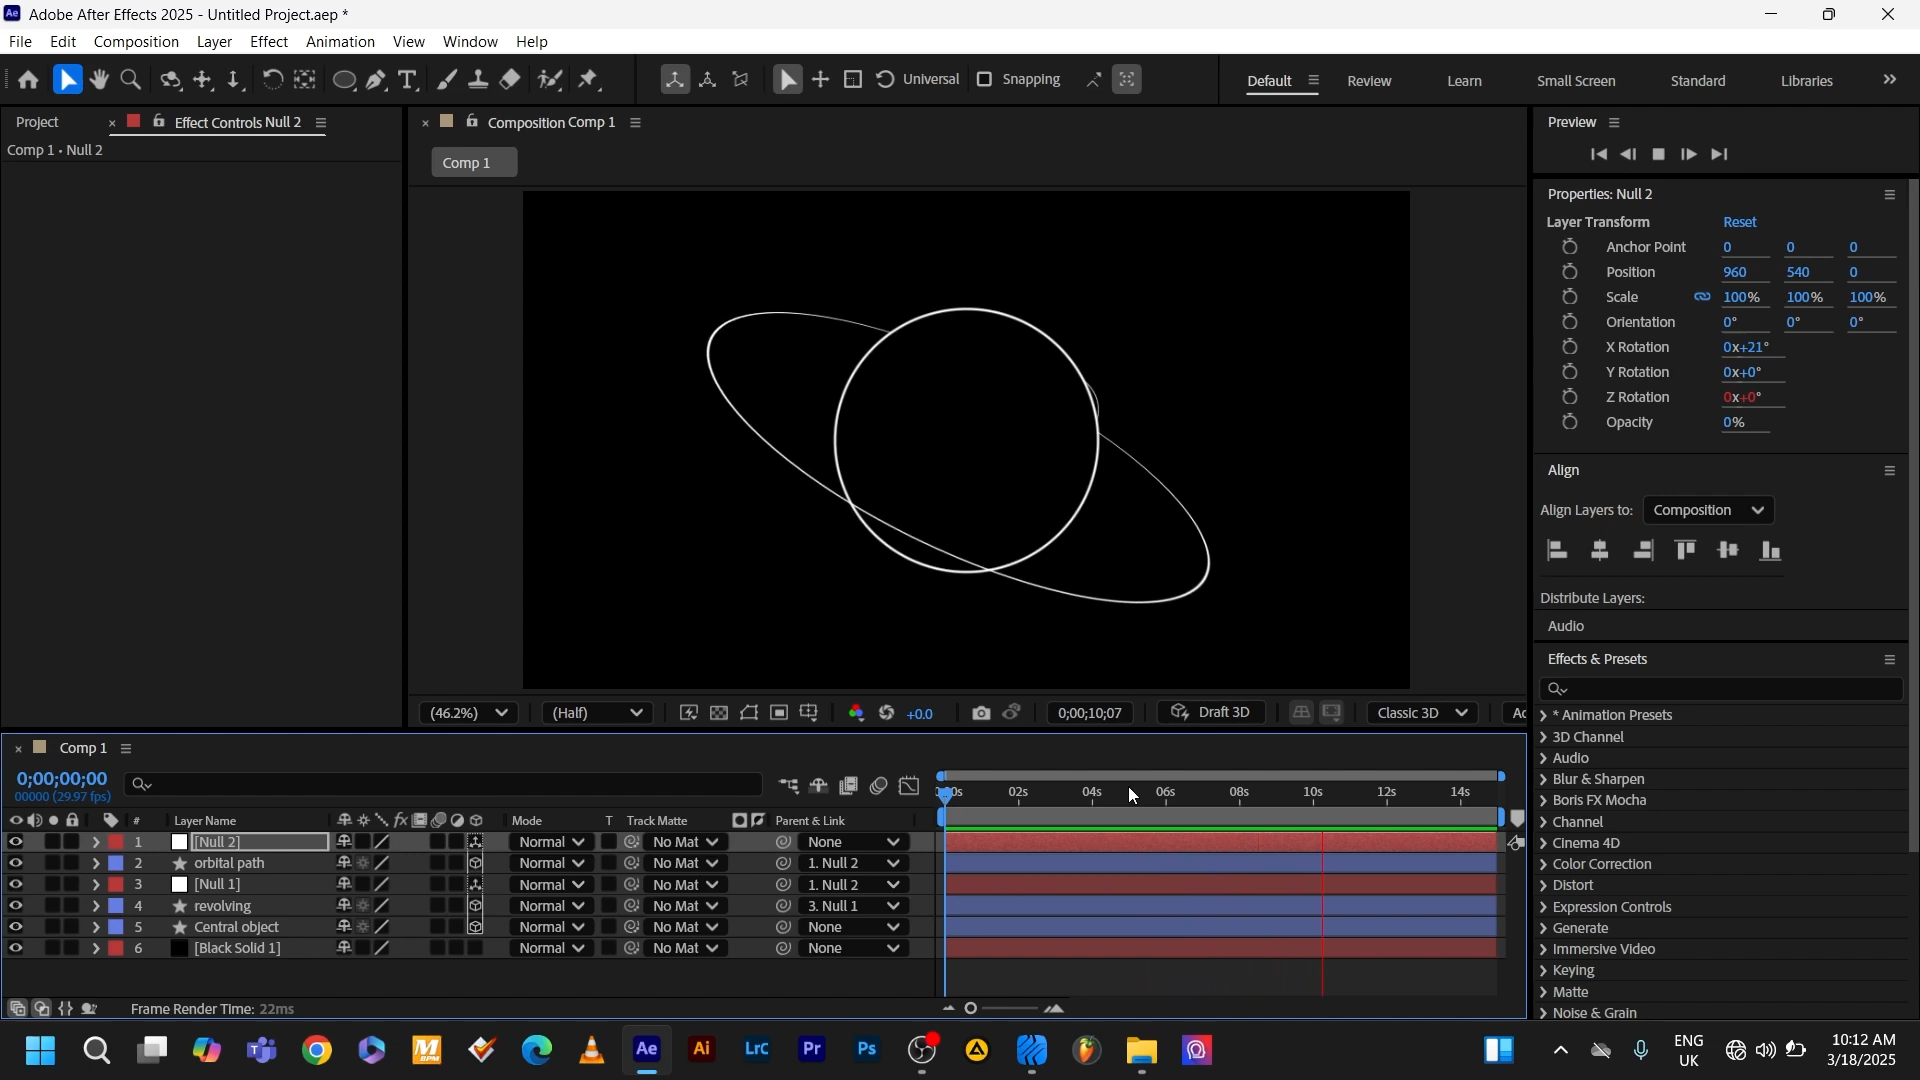 Ae Adobe After Effects 2025 - Untitled Project.aep *
File Edit Composition Layer Effect Animation View Window Help
Universal Snapping Default Review Learn Small Screen Standard Libraries
Project × Effect Controls Null 2
Comp 1 • Null 2
× Composition Comp 1
Comp 1
Preview
Properties: Null 2
Layer Transform Reset
Anchor Point 0 0 0
Position 960 540 0
Scale 100% 100% 100%
Orientation 0° 0° 0°
X Rotation 0x+21°
Y Rotation 0x+0°
Z Rotation 0x+0°
Opacity 0%
Align
Align Layers to: Composition
Distribute Layers:
Audio
Effects & Presets
* Animation Presets
3D Channel
Audio
Blur & Sharpen
Boris FX Mocha
Channel
Cinema 4D
Color Correction
Distort
Expression Controls
Generate
Immersive Video
Keying
Matte
Noise & Grain
(46.2%) (Half) +0.0 0;00;10;07 Draft 3D Classic 3D
× Comp 1
0;00;00;00
00000 (29.97 fps)
02s 04s 06s 08s 10s 12s 14s
# Layer Name fx Mode T Track Matte Parent & Link
1 [Null 2] Normal No Mat None
2 orbital path Normal No Mat 1. Null 2
3 [Null 1] Normal No Mat 1. Null 2
4 revolving Normal No Mat 3. Null 1
5 Central object Normal No Mat None
6 [Black Solid 1] Normal No Mat None
Frame Render Time: 22ms
Ae Ai LrC Pr Ps
ENG
UK
10:12 AM
3/18/2025